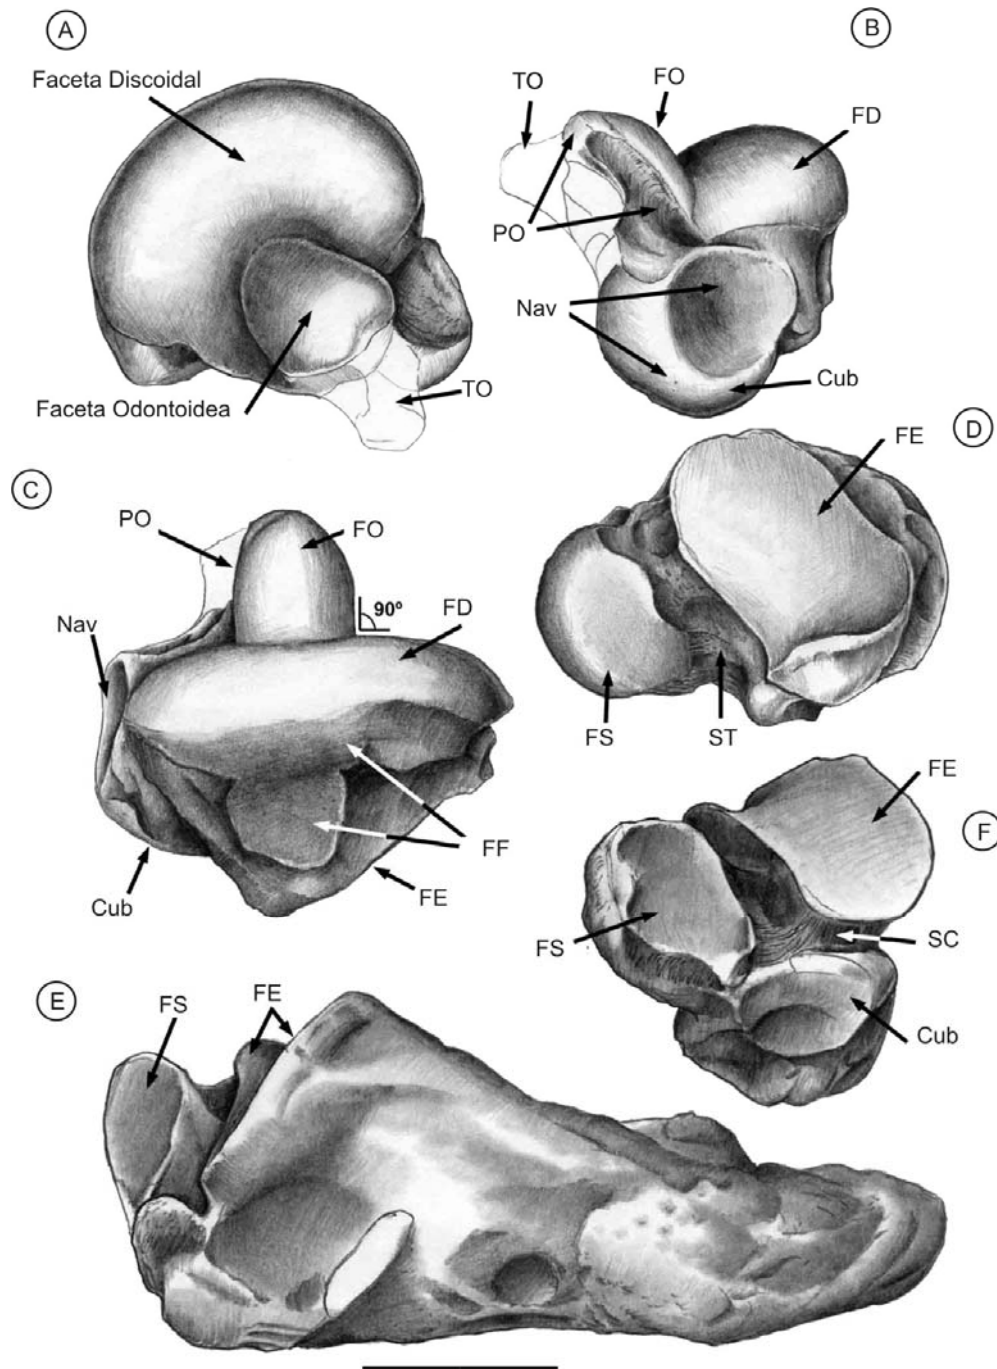 A
B
Faceta Discoidal
TO
FO
FD
PO
Nav
Cub
Faceta Odontoidea
TO
C
D
PO
FO
90º
Nav
FD
FE
FS
ST
FF
Cub
FE
F
FE
FS
SC
Cub
E
FS
FE